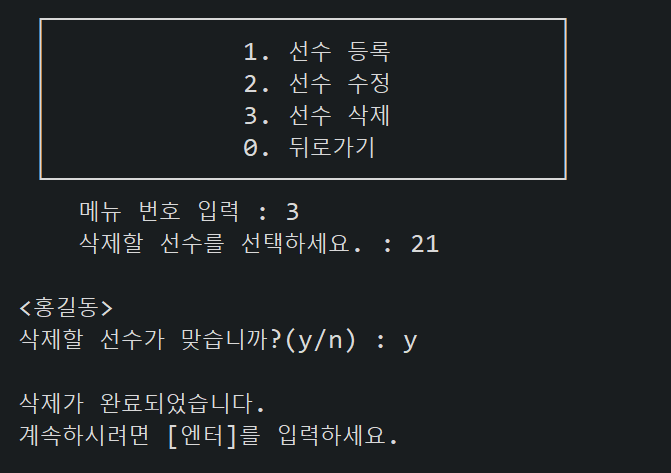 1. 선수 등록
2. 선수 수정
3. 선수 삭제
0. 뒤로가기
메뉴 번호 입력 : 3
삭제할 선수를 선택하세요. : 21
<홍길동>
삭제할 선수가 맞습니까?(y/n) : y
삭제가 완료되었습니다.
계속하시려면 [엔터]를 입력하세요.